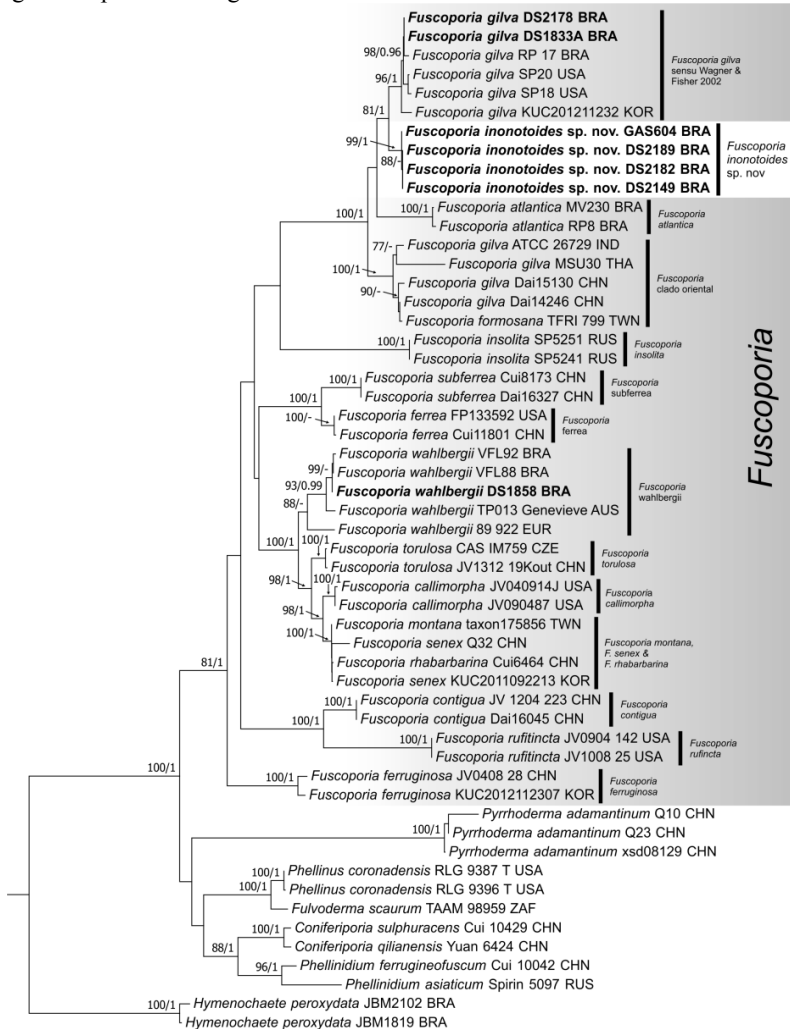 Fuscoporia gilva DS2178 BRA
Fuscoporia gilva DS1833A BRA
98/0.96
Fuscoporia gilva RP 17 BRA
Fuscoporia gilva
sensu Wagner &
Fisher 2002
96/1
Fuscoporia gilva SP20 USA
Fuscoporia gilva SP18 USA
81/1
Fuscoporia gilva KUC201211232 KOR
Fuscoporia inonotoides sp. nov. GAS604 BRA
99/1
Fuscoporia inonotoides sp. nov. DS2189 BRA
Fuscoporia
inonotoides
sp. nov
88/-
Fuscoporia inonotoides sp. nov. DS2182 BRA
Fuscoporia inonotoides sp. nov. DS2149 BRA
100/1
100/1
Fuscoporia atlantica MV230 BRA
Fuscoporia atlantica RP8 BRA
Fuscoporia
atlantica
77/-
Fuscoporia gilva ATCC 26729 IND
Fuscoporia gilva MSU30 THA
100/1
Fuscoporia gilva Dai15130 CHN
Fuscoporia
clado oriental
90/-
Fuscoporia gilva Dai14246 CHN
Fuscoporia formosana TFRI 799 TWN
100/1
Fuscoporia insolita SP5251 RUS
Fuscoporia insolita SP5241 RUS
Fuscoporia
insolita
100/1
Fuscoporia subferrea Cui8173 CHN
Fuscoporia subferrea Dai16327 CHN
Fuscoporia
subferrea
100/1
100/-
Fuscoporia ferrea FP133592 USA
Fuscoporia ferrea Cui11801 CHN
Fuscoporia
ferrea
Fuscoporia
99/-
Fuscoporia wahlbergii VFL92 BRA
Fuscoporia wahlbergii VFL88 BRA
93/0.99
Fuscoporia wahlbergii DS1858 BRA
Fuscoporia
wahlbergii
88/-
Fuscoporia wahlbergii TP013 Genevieve AUS
Fuscoporia wahlbergii 89 922 EUR
100/1
100/1
Fuscoporia torulosa CAS IM759 CZE
Fuscoporia torulosa JV1312 19Kout CHN
Fuscoporia
torulosa
98/1
100/1
Fuscoporia callimorpha JV040914J USA
Fuscoporia callimorpha JV090487 USA
Fuscoporia
callimorpha
98/1
Fuscoporia montana taxon175856 TWN
100/1
Fuscoporia senex Q32 CHN
Fuscoporia montana,
F. senex &
F. rhabarbarina
Fuscoporia rhabarbarina Cui6464 CHN
Fuscoporia senex KUC2011092213 KOR
81/1
Fuscoporia contigua JV 1204 223 CHN
Fuscoporia contigua Dai16045 CHN
Fuscoporia
contigua
100/1
100/1
Fuscoporia rufitincta JV0904 142 USA
Fuscoporia rufitincta JV1008 25 USA
Fuscoporia
rufincta
100/1
100/1
Fuscoporia ferruginosa JV0408 28 CHN
Fuscoporia ferruginosa KUC2012112307 KOR
Fuscoporia
ferruginosa
Pyrrhoderma adamantinum Q10 CHN
100/1
Pyrrhoderma adamantinum Q23 CHN
Pyrrhoderma adamantinum xsd08129 CHN
100/1
Phellinus coronadensis RLG 9387 T USA
100/1
Phellinus coronadensis RLG 9396 T USA
Fulvoderma scaurum TAAM 98959 ZAF
100/1
Coniferiporia sulphuracens Cui 10429 CHN
88/1
Coniferiporia qilianensis Yuan 6424 CHN
96/1
Phellinidium ferrugineofuscum Cui 10042 CHN
Phellinidium asiaticum Spirin 5097 RUS
100/1
Hymenochaete peroxydata JBM2102 BRA
Hymenochaete peroxydata JBM1819 BRA